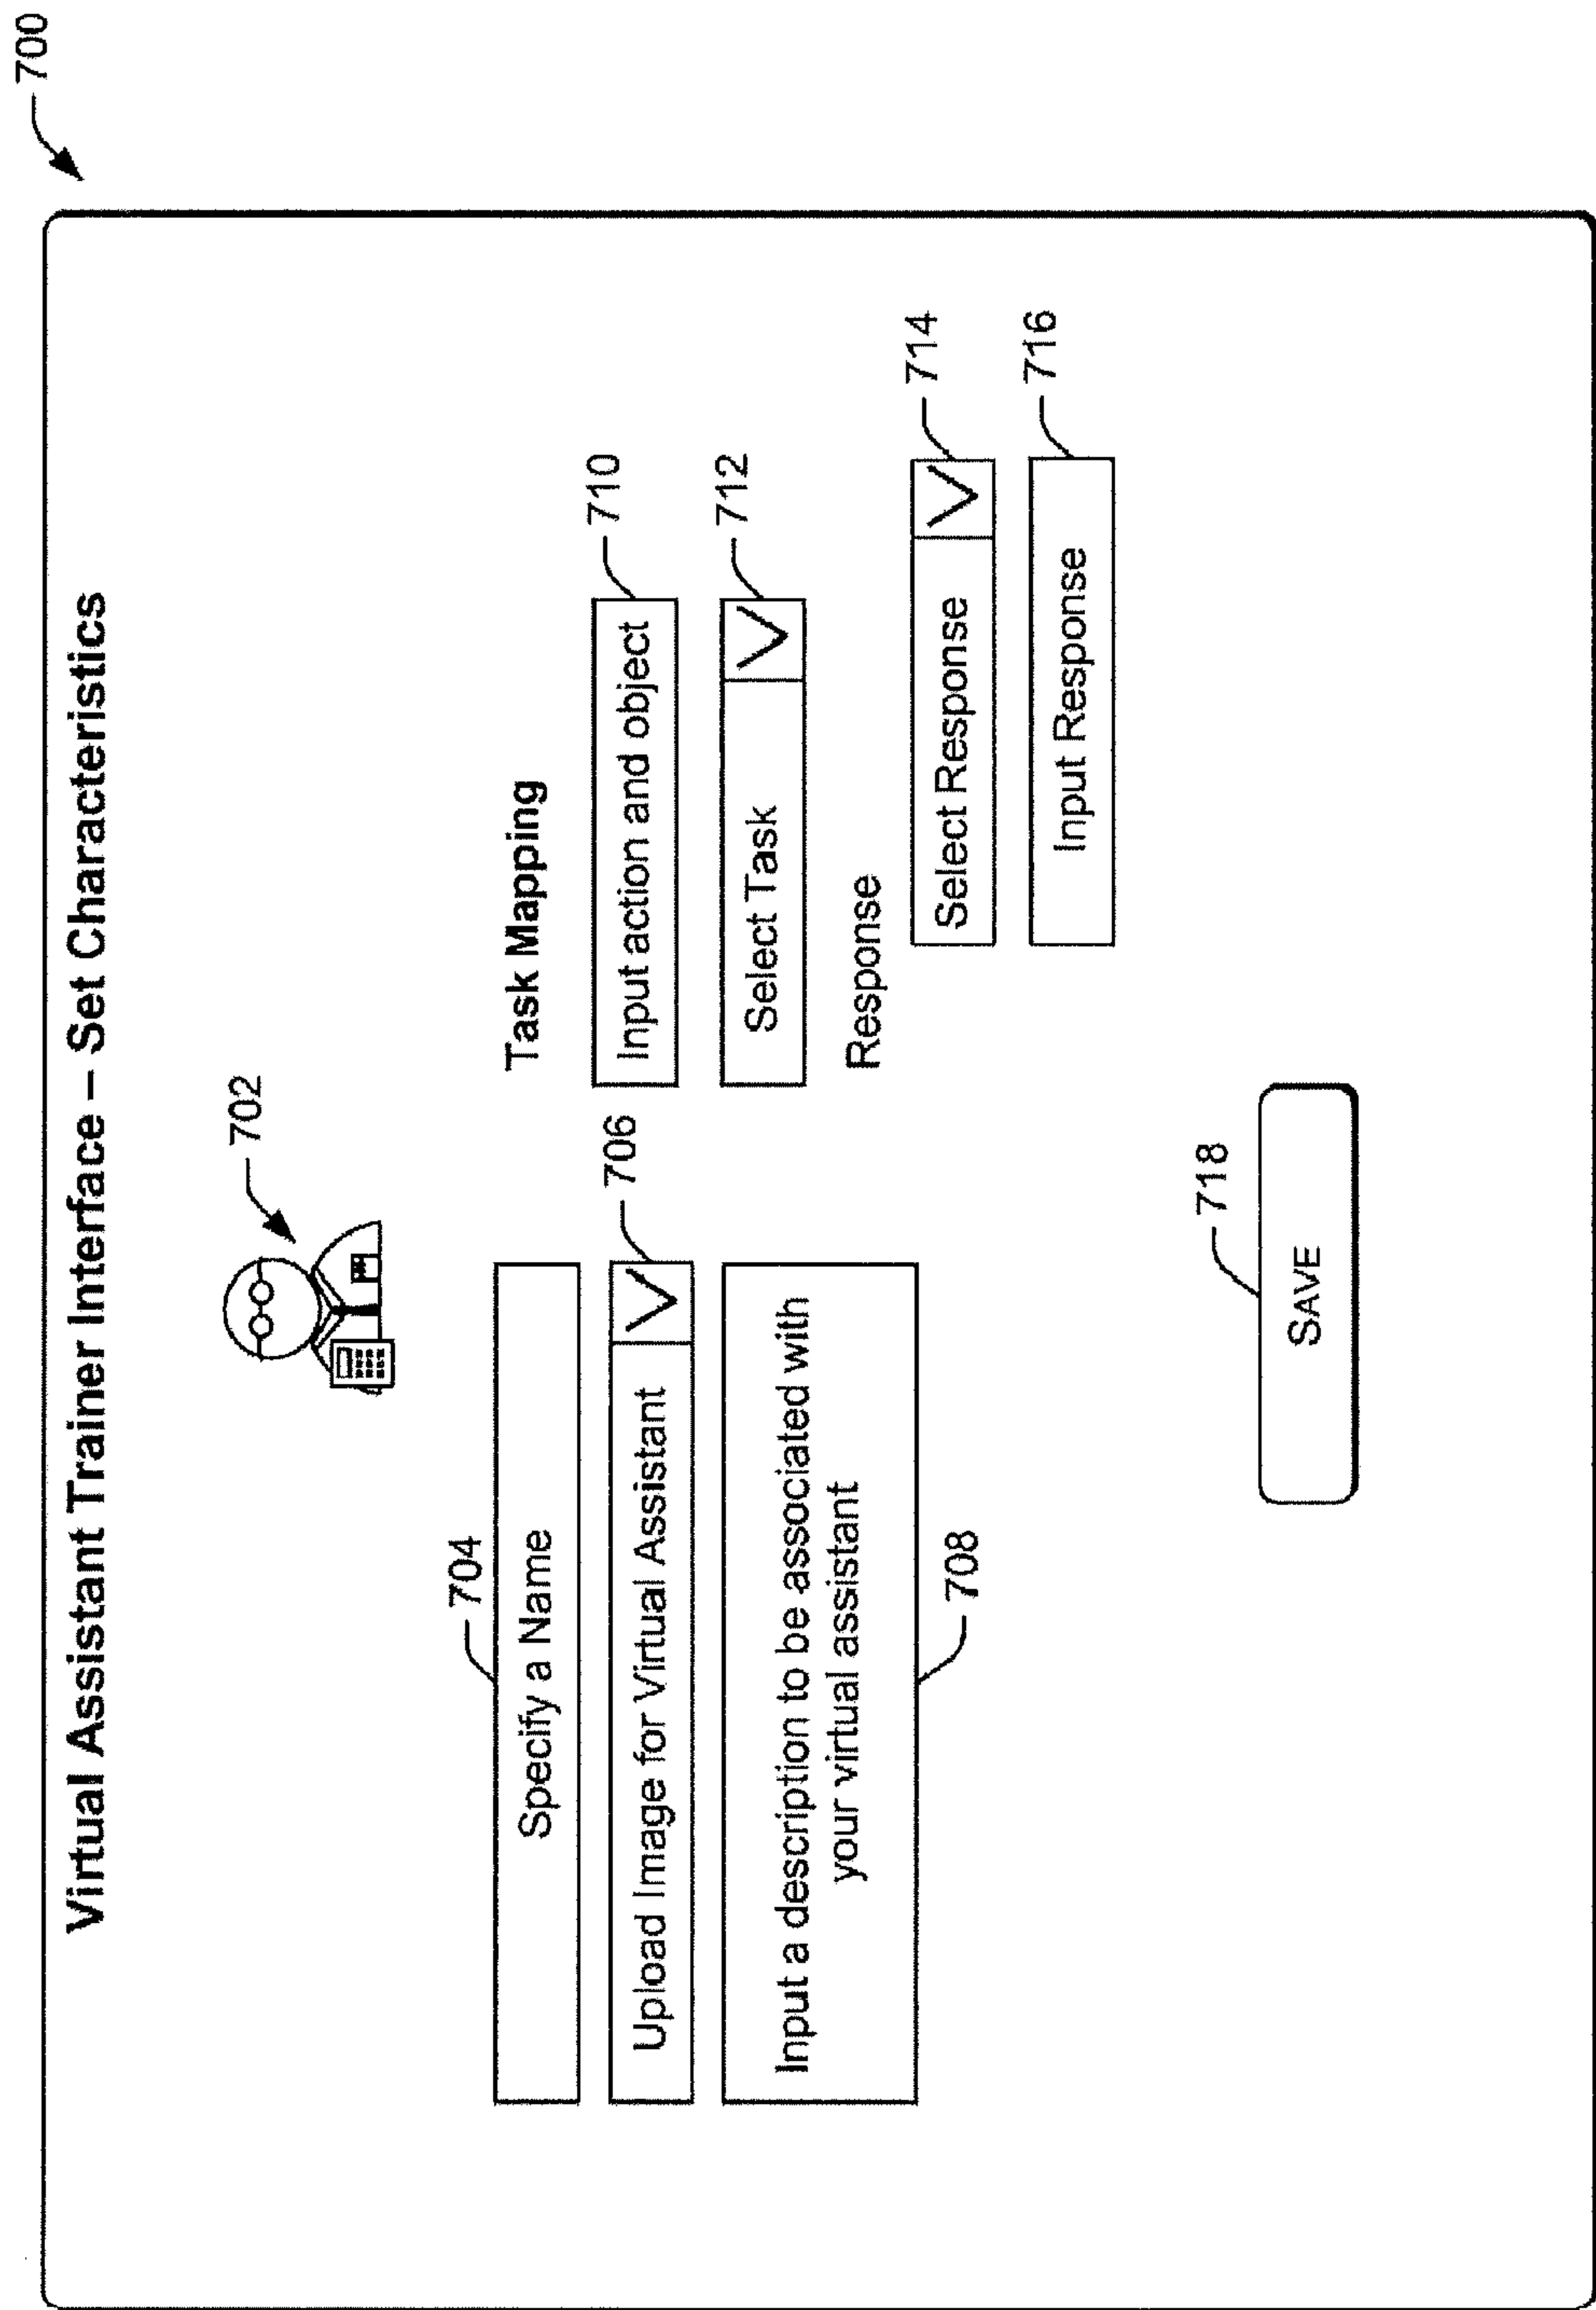 700
Virtual Assistant Trainer Interface – Set Characteristics
702
704
Specify a Name
Upload Image for Virtual Assistant
706
Input a description to be associated with
your virtual assistant
708
Task Mapping
Input action and object
710
Select Task
712
Response
Select Response
714
Input Response
716
718
SAVE